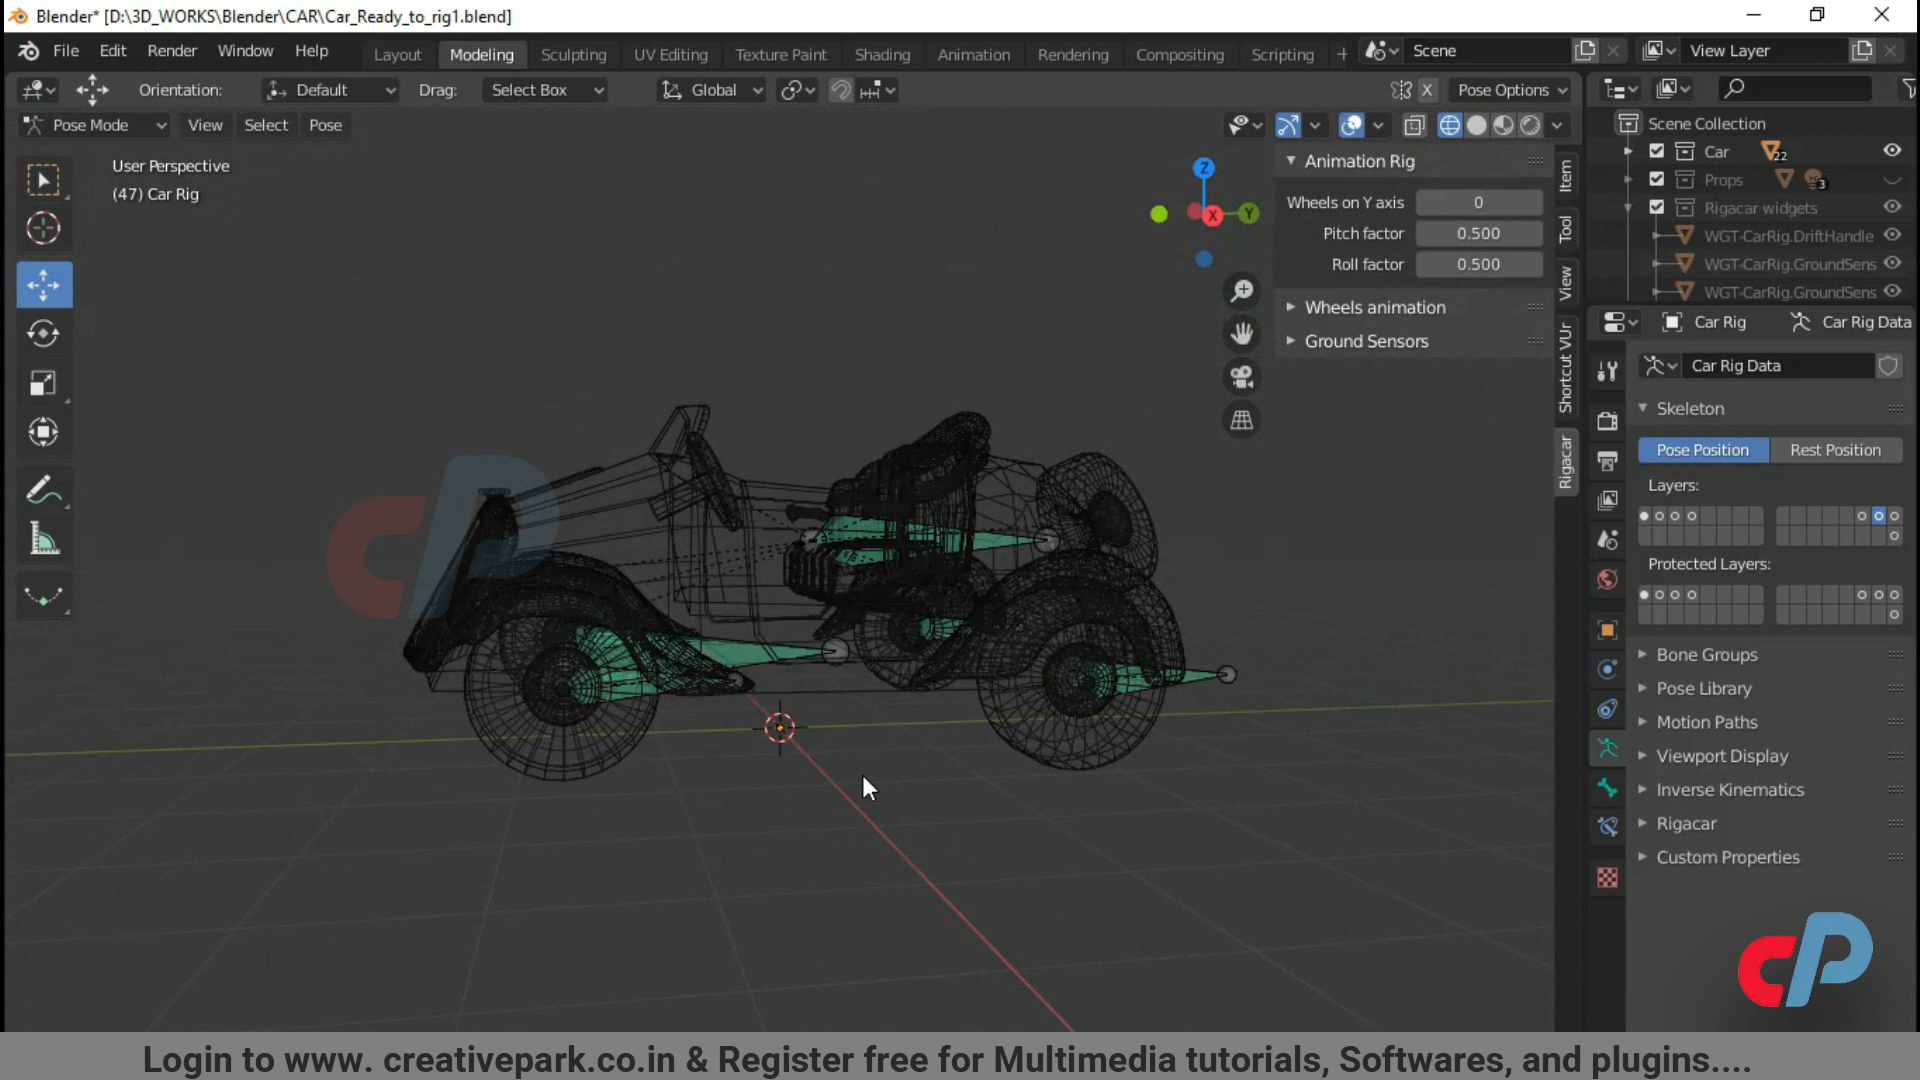 Blender* [D:\3D_WORKS\Blender\CAR\Car_Ready_to_rig1.blend]
File Edit Render Window Help Layout Modeling Sculpting UV Editing Texture Paint Shading Animation Rendering Compositing Scripting + Scene View Layer
Orientation: Default Drag: Select Box Global X Pose Options
Pose Mode View Select Pose
User Perspective
(47) Car Rig
Z
X
Y
Animation Rig
Wheels on Y axis 0
Pitch factor 0.500
Roll factor 0.500
Wheels animation
Ground Sensors
Item
Tool
View
Shortcut VUr
Rigacar
Scene Collection
Car 22
Props 3
Rigacar widgets
WGT-CarRig.DriftHandle
WGT-CarRig.GroundSens
WGT-CarRig.GroundSens
Car Rig Car Rig Data
Car Rig Data
Skeleton
Pose Position Rest Position
Layers:
Protected Layers:
Bone Groups
Pose Library
Motion Paths
Viewport Display
Inverse Kinematics
Rigacar
Custom Properties
CP
CP
Login to www. creativepark.co.in & Register free for Multimedia tutorials, Softwares, and plugins....